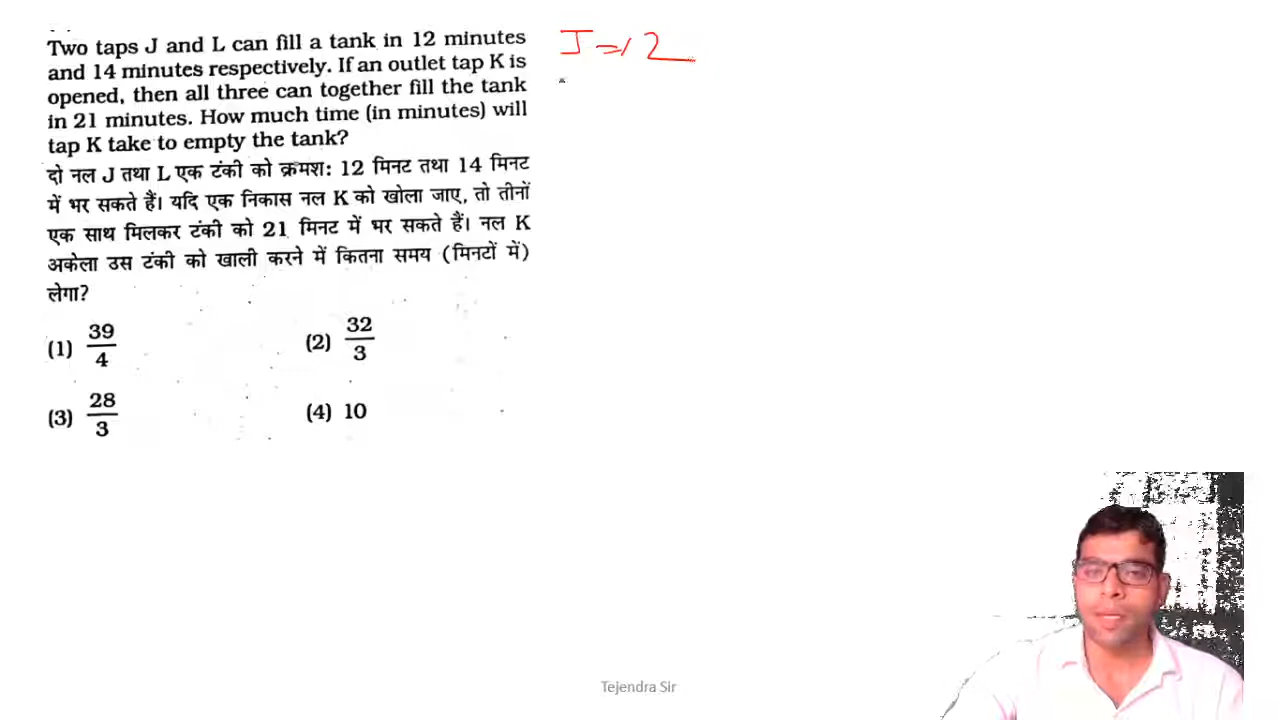 Two taps J and L can fill a tank in 12 minutes
and 14 minutes respectively. If an outlet tap K is
opened, then all three can together fill the tank
in 21 minutes. How much time (in minutes) will
tap K take to empty the tank?
दो नल J तथा L एक टंकी को क्रमश: 12 मिनट तथा 14 मिनट
में भर सकते हैं। यदि एक निकास नल K को खोला जाए, तो तीनों
एक साथ मिलकर टंकी को 21 मिनट में भर सकते हैं। नल K
अकेला उस टंकी को खाली करने में कितना समय (मिनटों में)
लेगा?
(1) 39/4 (2) 32/3
(3) 28/3 (4) 10
J=12
Tejendra Sir